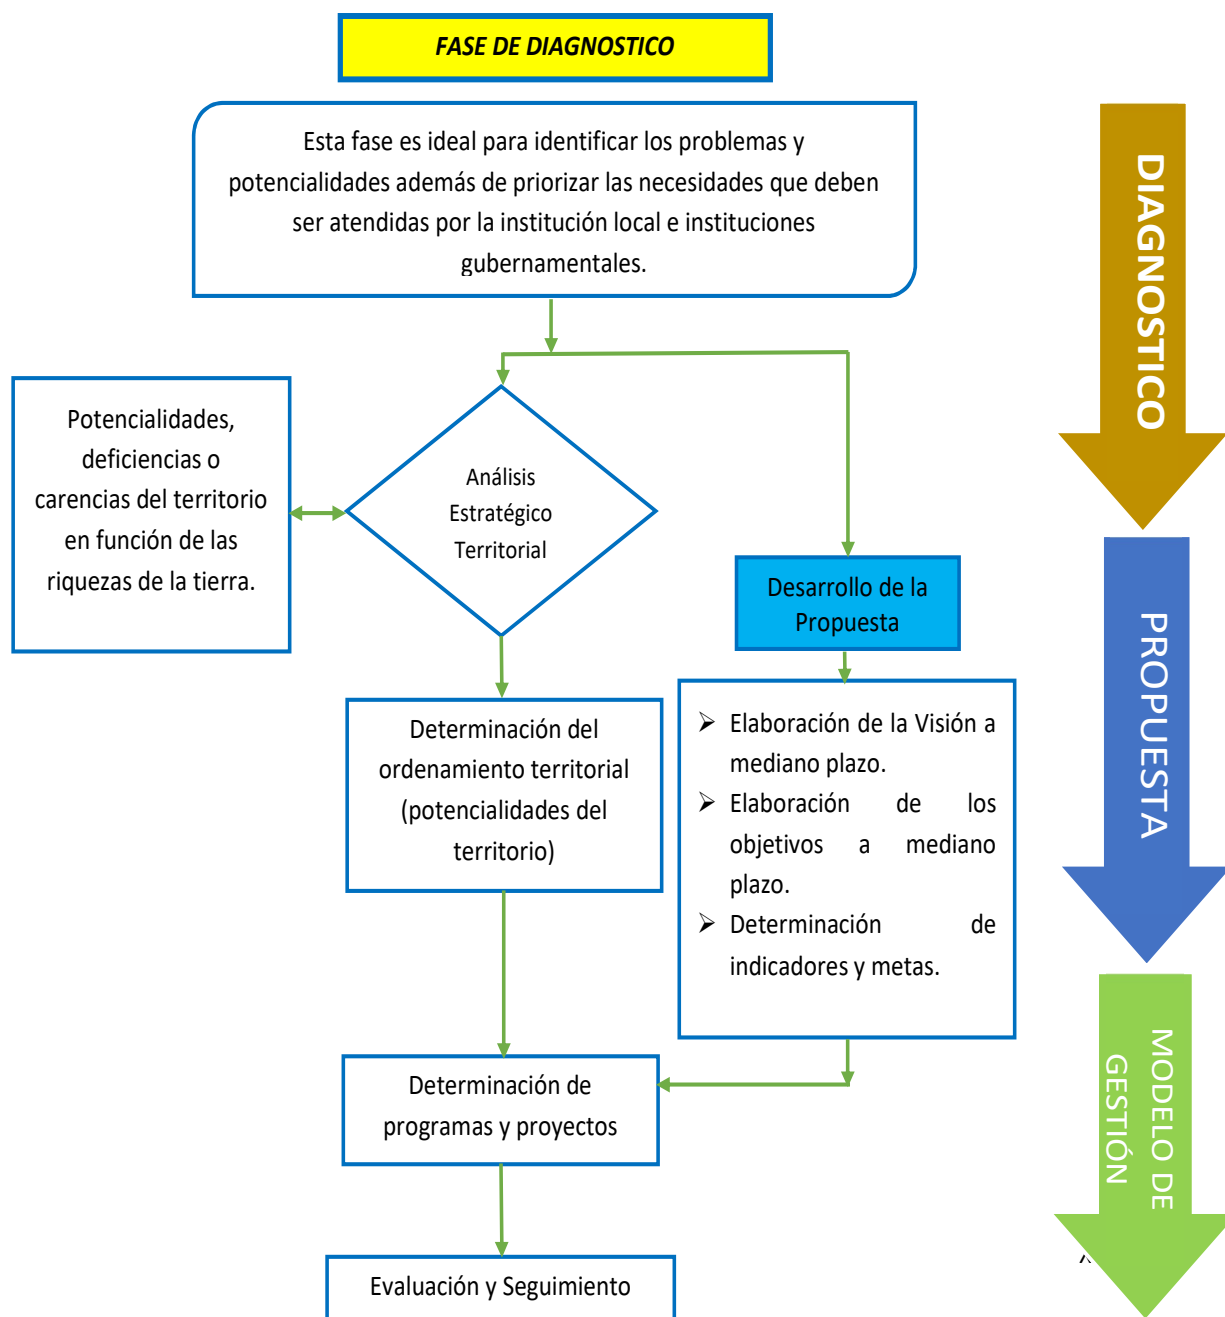 FASE DE DIAGNOSTICO
Esta fase es ideal para identificar los problemas y
potencialidades además de priorizar las necesidades que deben
ser atendidas por la institución local e instituciones
gubernamentales.
Potencialidades,
deficiencias o
carencias del territorio
en función de las
riquezas de la tierra.
Análisis
Estratégico
Territorial
Desarrollo de la
Propuesta
Determinación del
ordenamiento territorial
(potencialidades del
territorio)
➢ Elaboración de la Visión a
mediano plazo.
➢ Elaboración de los
objetivos a mediano
plazo.
➢ Determinación de
indicadores y metas.
Determinación de
programas y proyectos
Evaluación y Seguimiento
DIAGNOSTICO
PROPUESTA
MODELO DE
GESTIÓN